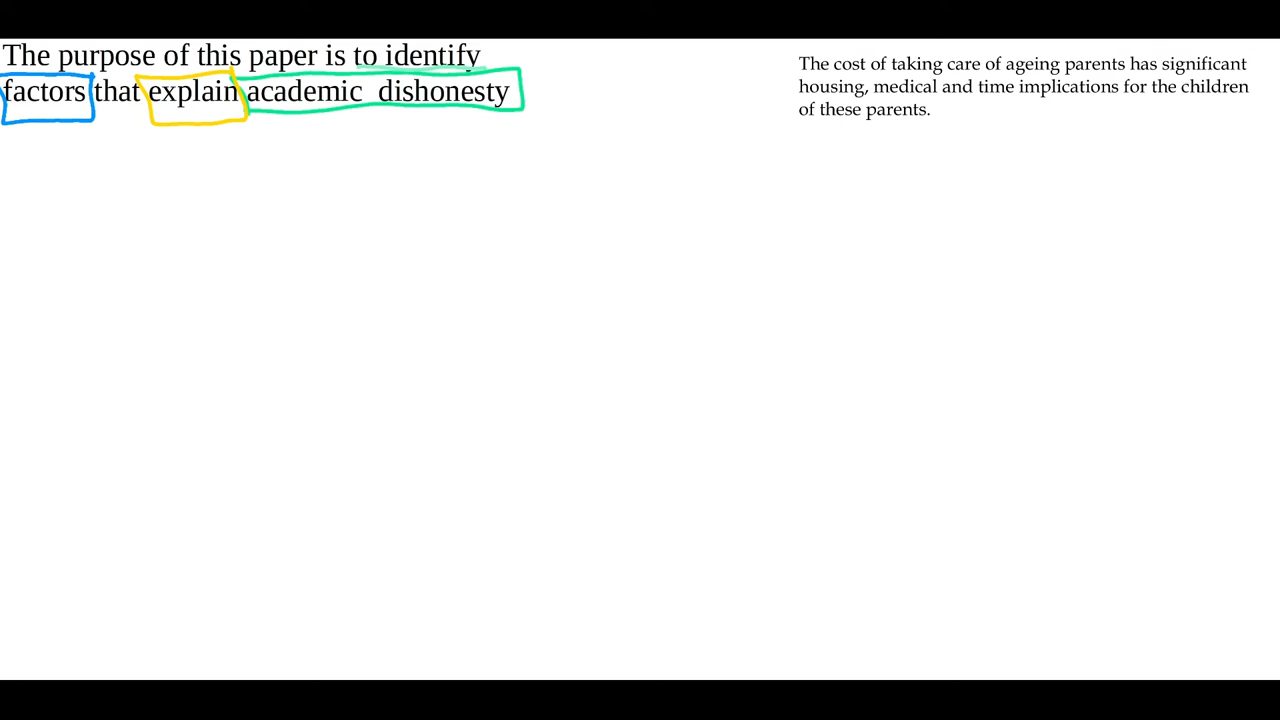 The purpose of this paper is to identify
factors that explain academic dishonesty
The cost of taking care of ageing parents has significant
housing, medical and time implications for the children
of these parents.